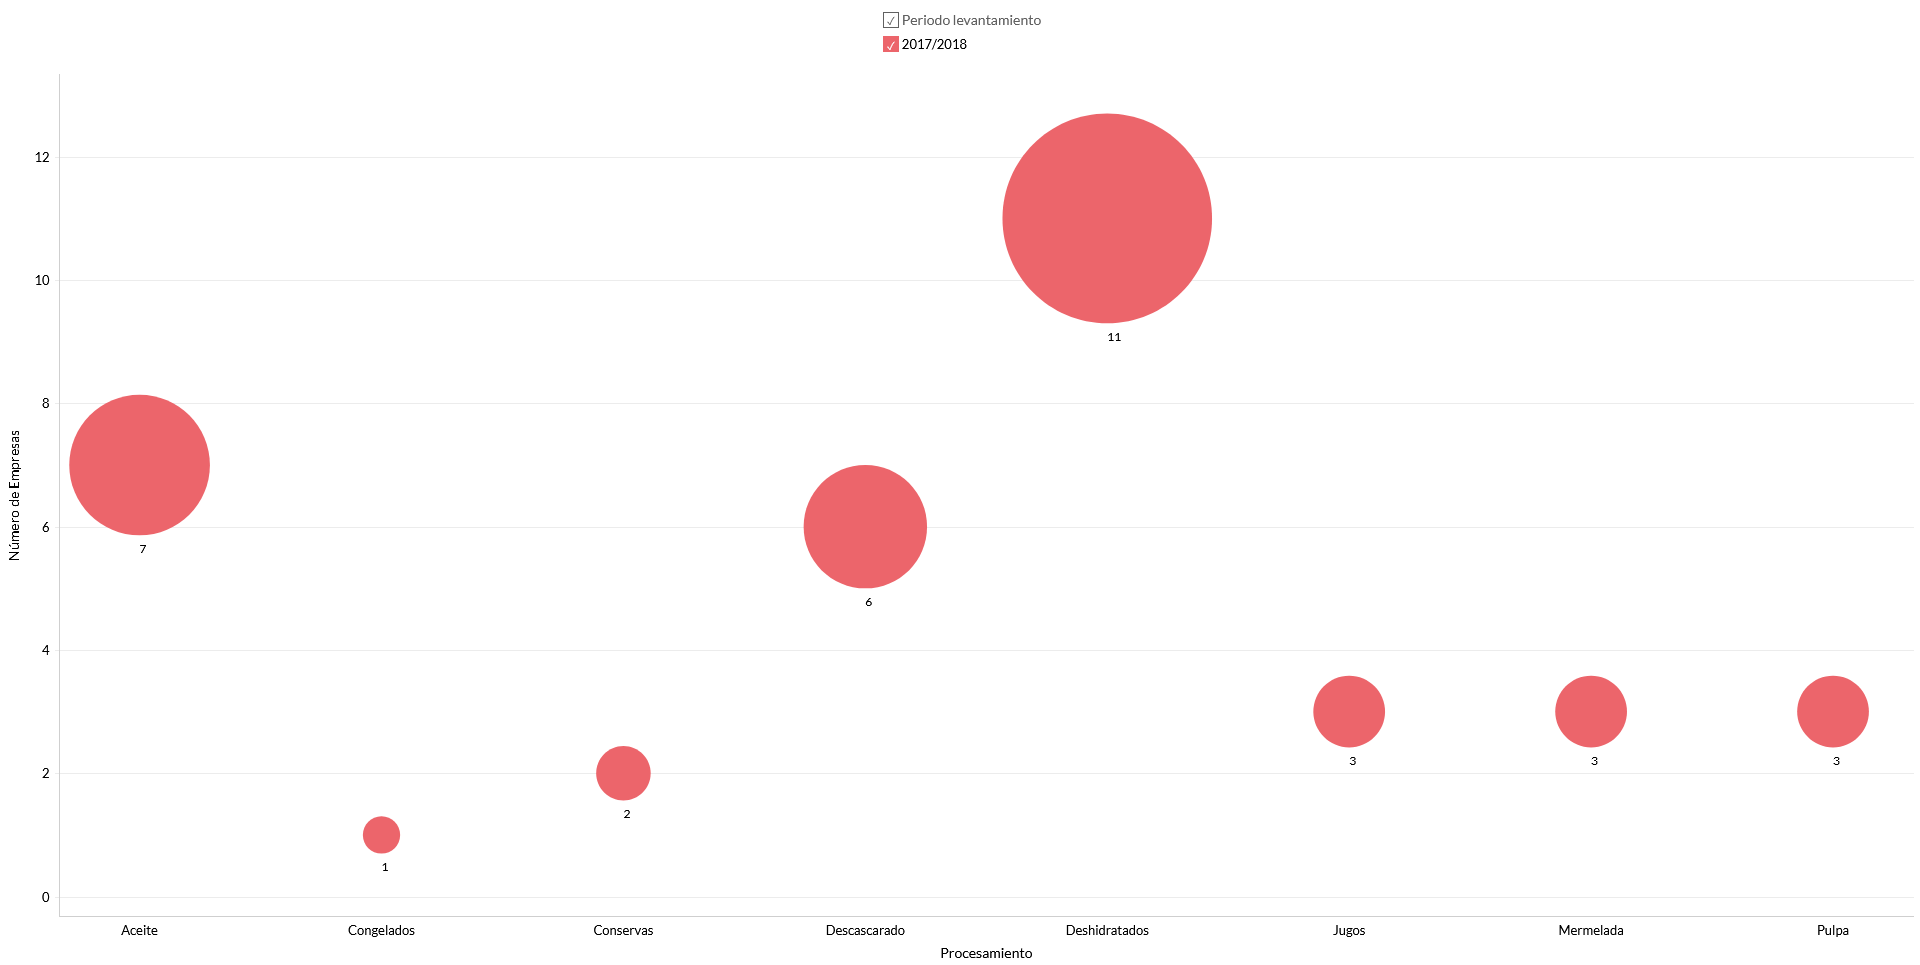 Periodo levantamiento
2017/2018
Número de Empresas
12
10
8
6
4
2
0
7
1
2
6
11
3
3
3
Aceite
Congelados
Conservas
Descascarado
Deshidratados
Jugos
Mermelada
Pulpa
Procesamiento